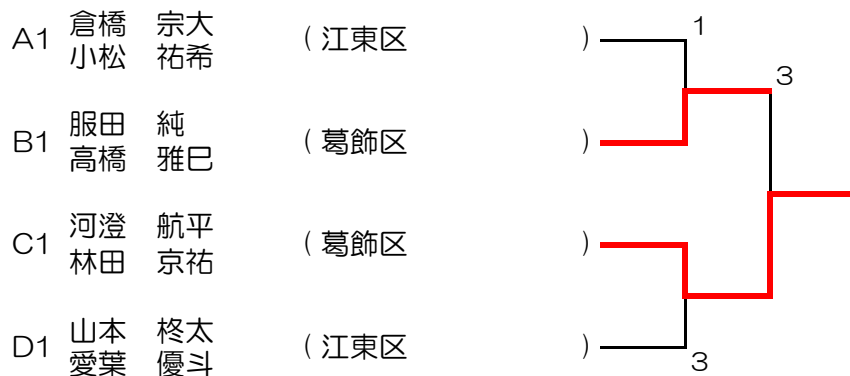 A1 倉橋 宗大 小松 祐希 ( 江東区 ) 1
3
B1 服田 純 高橋 雅巳 ( 葛飾区 )
C1 河澄 航平 林田 京祐 ( 葛飾区 )
D1 山本 柊太 愛葉 優斗 ( 江東区 ) 3